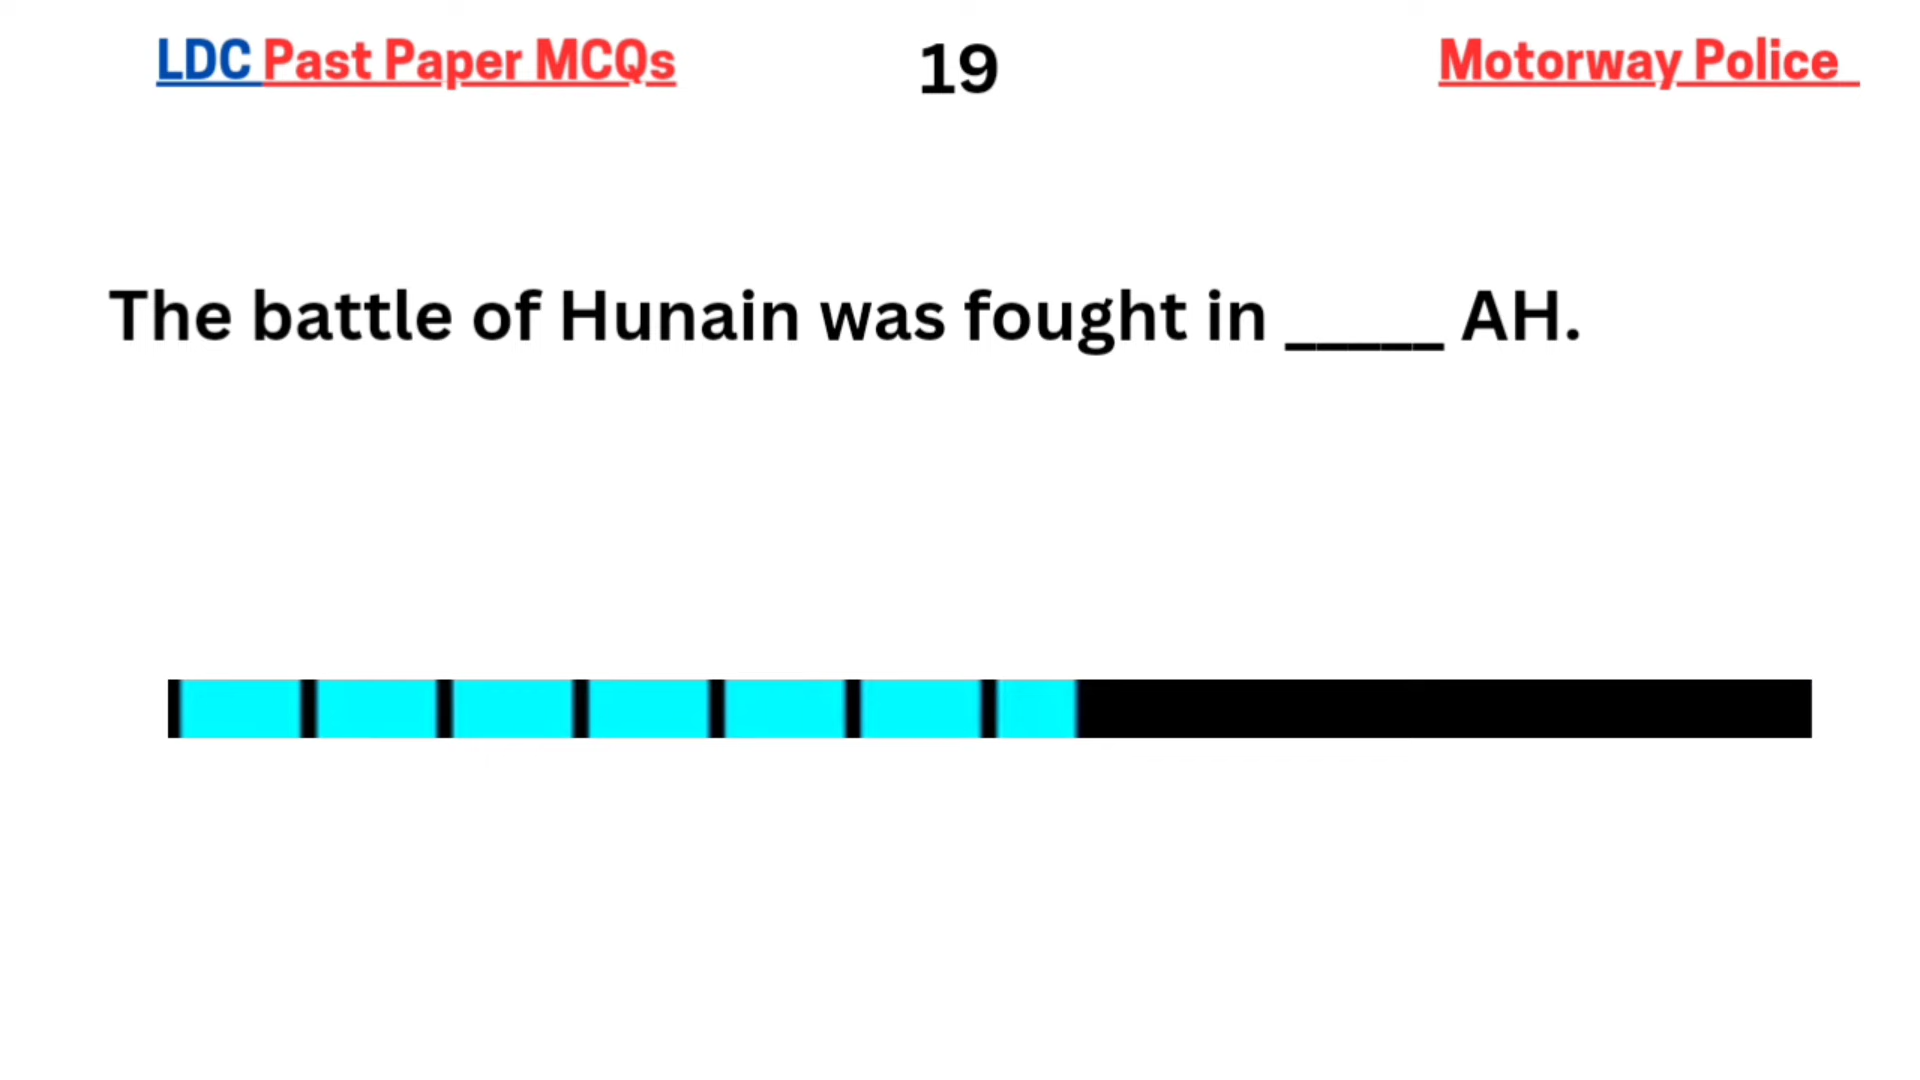 LDC Past Paper MCQs 19 Motorway Police
The battle of Hunain was fought in _____ AH.